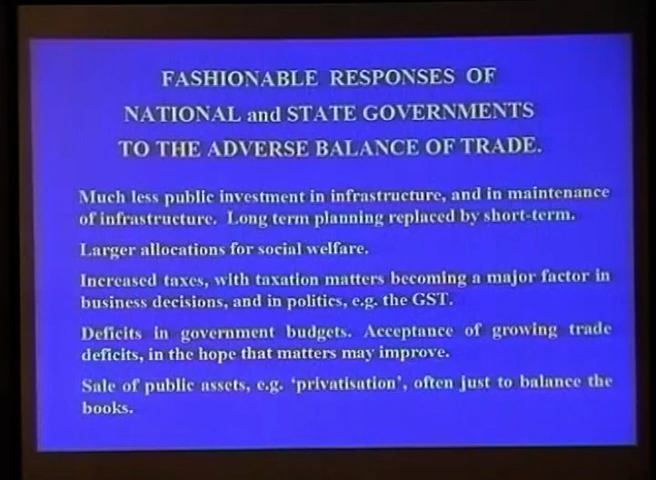 FASHIONABLE RESPONSES OF
NATIONAL and STATE GOVERNMENTS
TO THE ADVERSE BALANCE OF TRADE.
Much less public investment in infrastructure, and in maintenance
of infrastructure. Long term planning replaced by short-term.
Larger allocations for social welfare.
Increased taxes, with taxation matters becoming a major factor in
business decisions, and in politics, e.g. the GST.
Deficits in government budgets. Acceptance of growing trade
deficits, in the hope that matters may improve.
Sale of public assets, e.g. ‘privatisation’, often just to balance the
books.